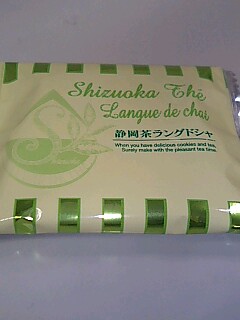 Shizuoka Thé
Langue de chat
静岡茶ラングドシャ
When you have delicious cookies and tea,
Surely make with the pleasant tea time.